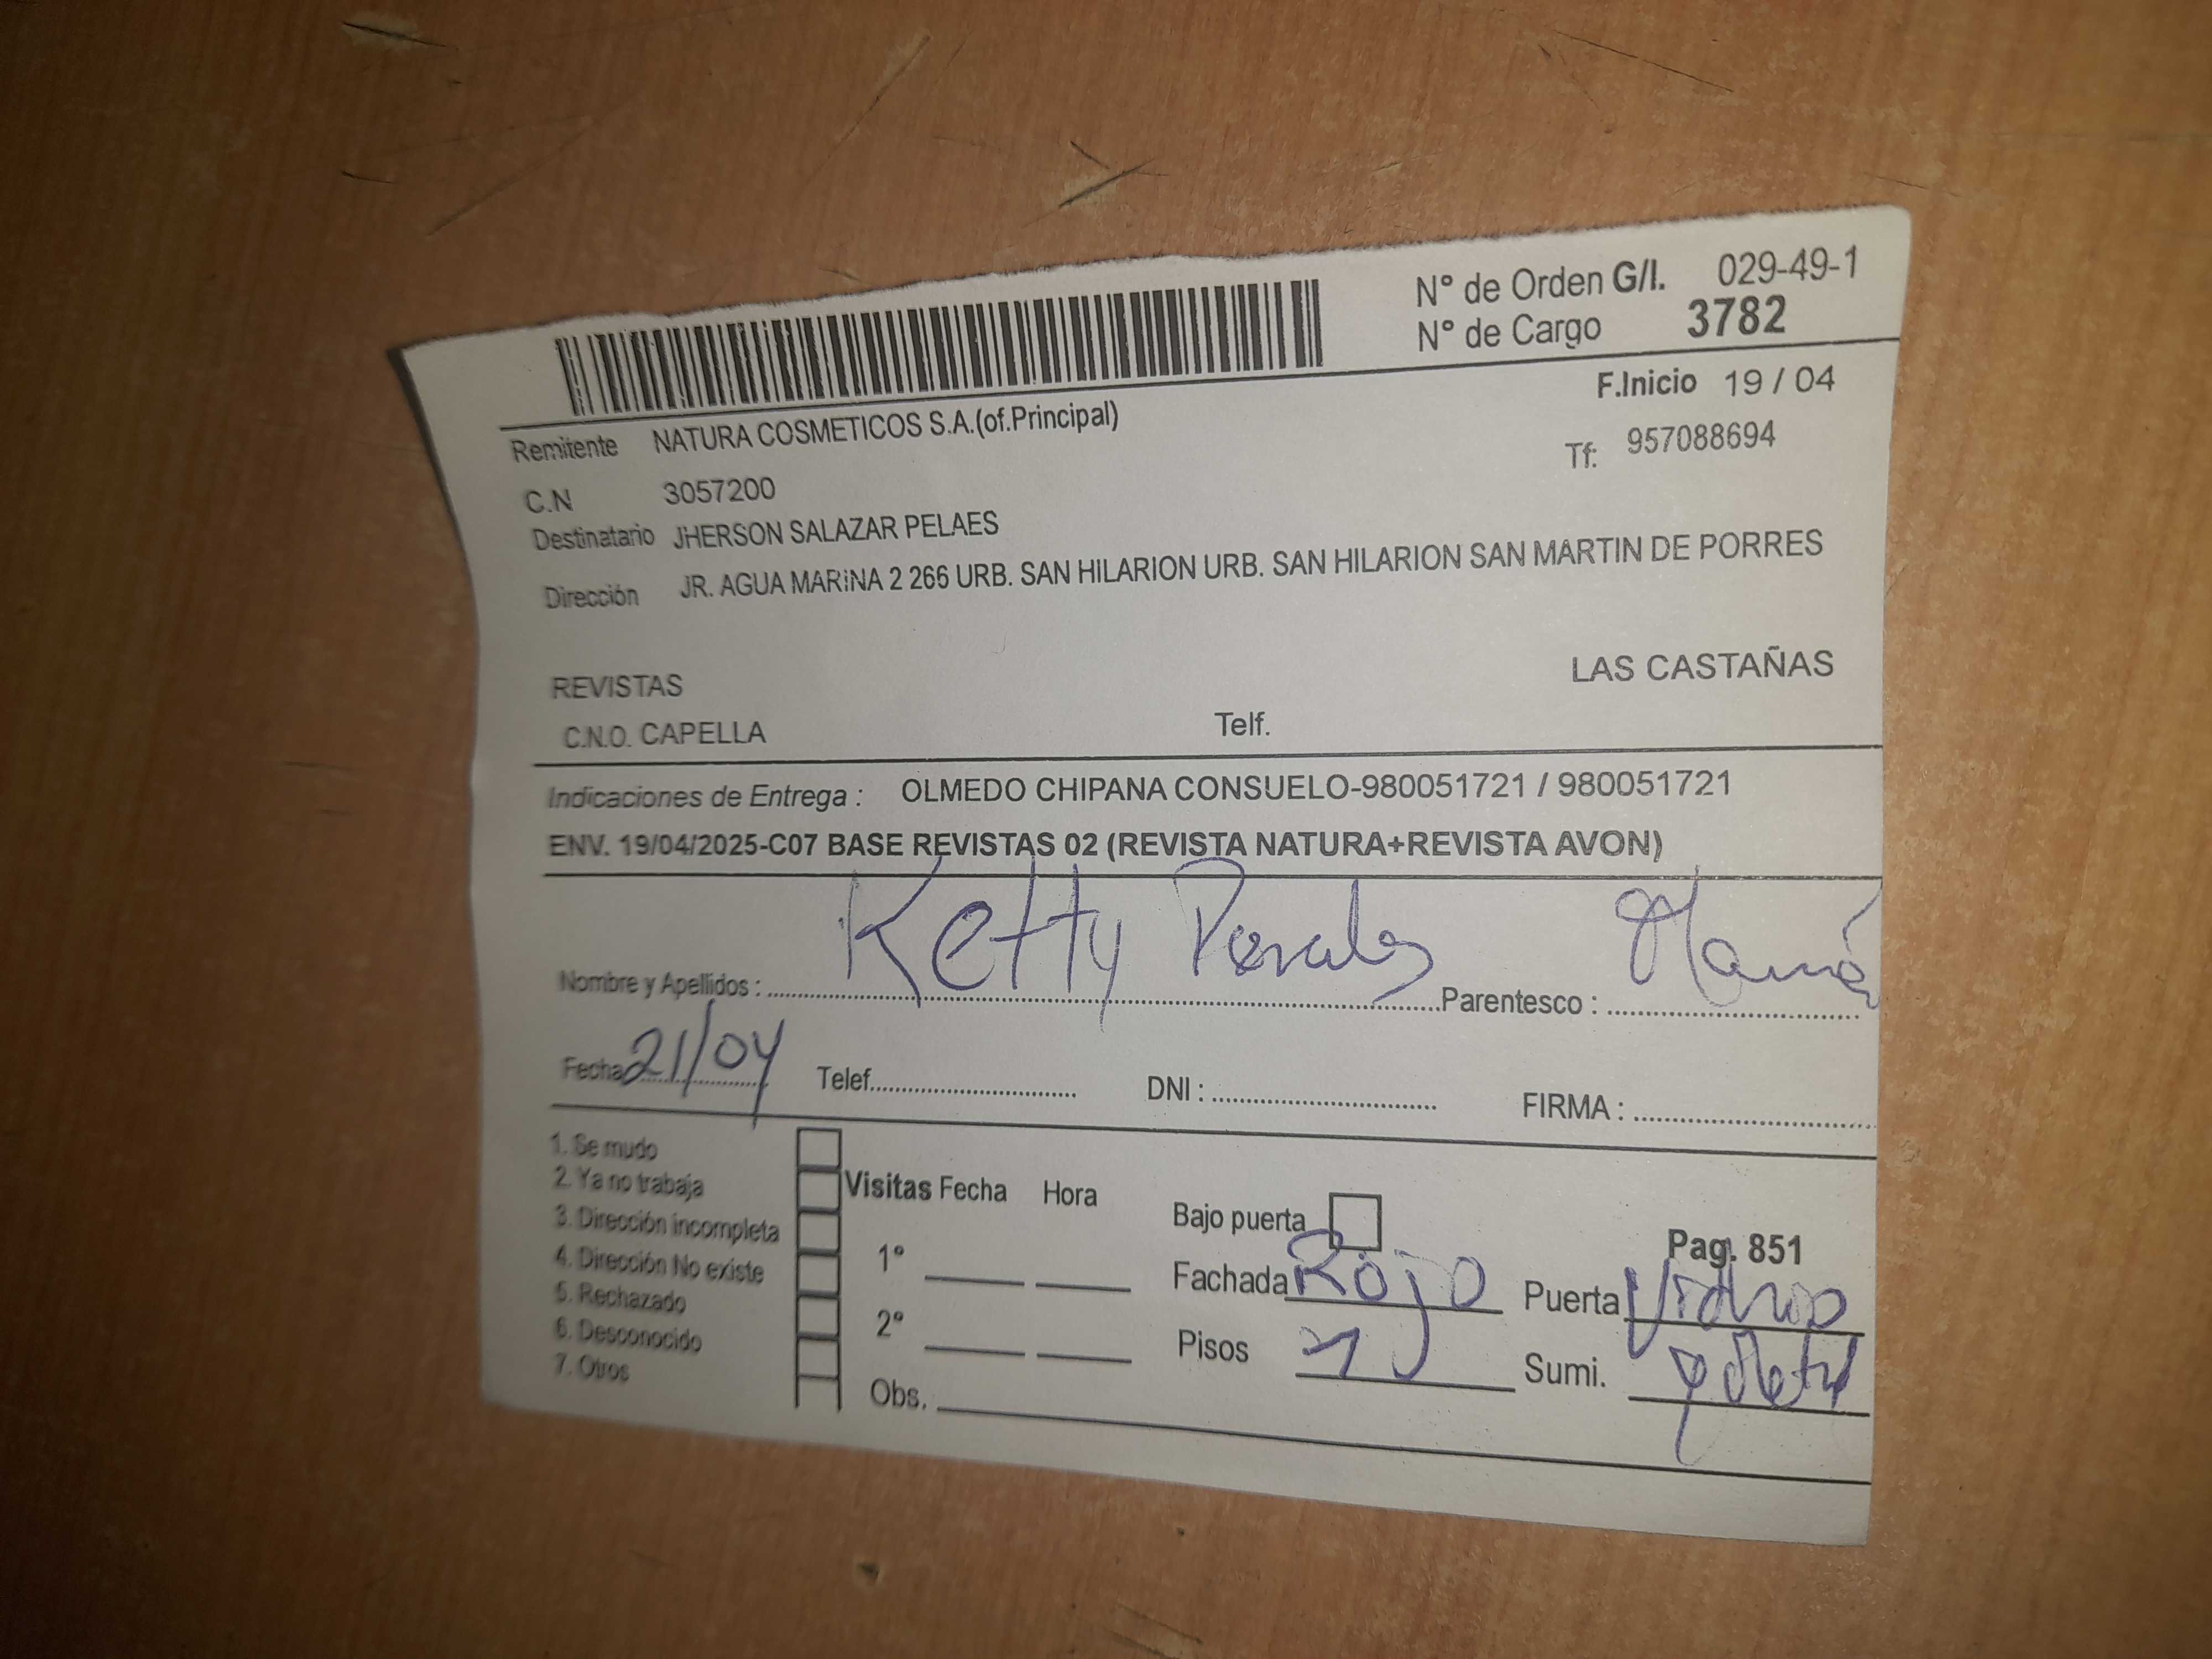 N° de Orden G/I. 029-49-1
N° de Cargo 3782
F.Inicio 19 / 04
Remitente NATURA COSMETICOS S.A.(of.Principal)
Tf: 957088694
C.N 3057200
Destinatario JHERSON SALAZAR PELAES
Dirección JR. AGUA MARINA 2 266 URB. SAN HILARION URB. SAN HILARION SAN MARTIN DE PORRES
REVISTAS LAS CASTAÑAS
C.N.O. CAPELLA Telf.
Indicaciones de Entrega : OLMEDO CHIPANA CONSUELO-980051721 / 980051721
ENV. 19/04/2025-C07 BASE REVISTAS 02 (REVISTA NATURA+REVISTA AVON)
Nombre y Apellidos : Ketty Parentesco : Mamá
Fecha 21/04 Telef. DNI : FIRMA :
1. Se mudo
2. Ya no trabaja
3. Dirección incompleta
4. Dirección No existe
5. Rechazado
6. Desconocido
7. Otros
Visitas Fecha Hora
1°
2°
Obs.
Bajo puerta
Pag. 851
Fachada Rojo Puerta Vidrio
Pisos 1 Sumi. y Metal